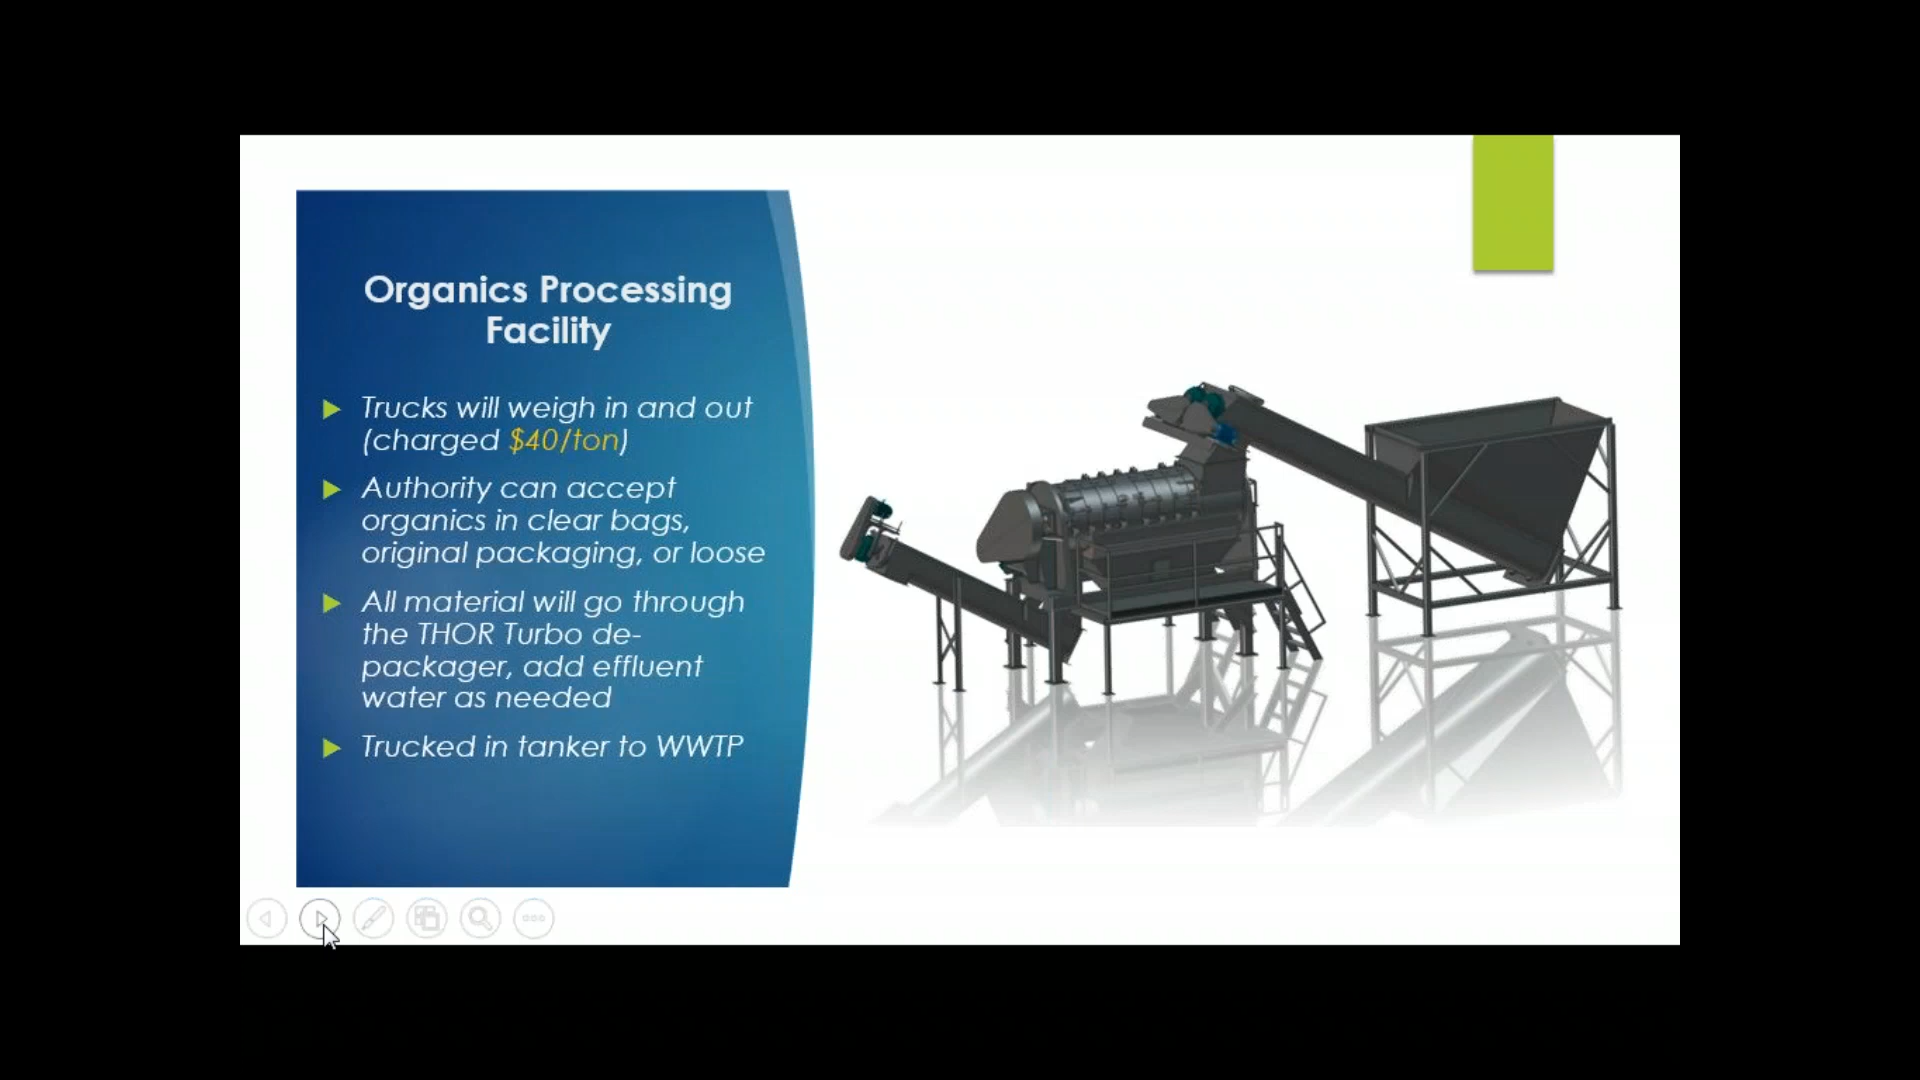 Organics Processing
Facility
Trucks will weigh in and out
(charged $40/ton)
Authority can accept
organics in clear bags,
original packaging, or loose
All material will go through
the THOR Turbo de-
packager, add effluent
water as needed
Trucked in tanker to WWTP